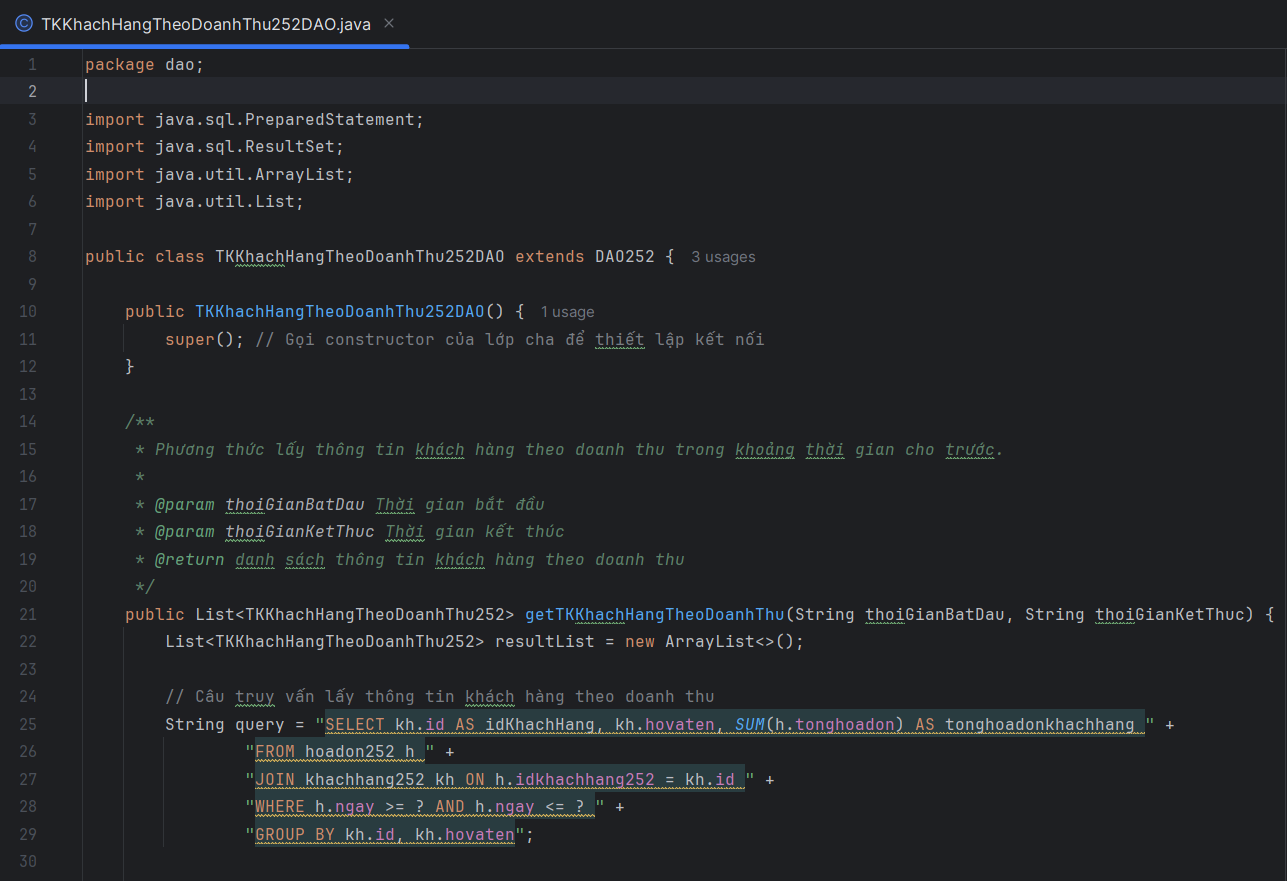 TKKhachHangTheoDoanhThu252DAO.java
1 package dao;
2
3 import java.sql.PreparedStatement;
4 import java.sql.ResultSet;
5 import java.util.ArrayList;
6 import java.util.List;
7
8 public class TKKhachHangTheoDoanhThu252DAO extends DAO252 { 3 usages
9
10 public TKKhachHangTheoDoanhThu252DAO() { 1 usage
11 super(); // Gọi constructor của lớp cha để thiết lập kết nối
12 }
13
14 /**
15 * Phương thức lấy thông tin khách hàng theo doanh thu trong khoảng thời gian cho trước.
16 *
17 * @param thoiGianBatDau Thời gian bắt đầu
18 * @param thoiGianKetThuc Thời gian kết thúc
19 * @return danh sách thông tin khách hàng theo doanh thu
20 */
21 public List<TKKhachHangTheoDoanhThu252> getTKKhachHangTheoDoanhThu(String thoiGianBatDau, String thoiGianKetThuc) {
22 List<TKKhachHangTheoDoanhThu252> resultList = new ArrayList<>();
23
24 // Câu truy vấn lấy thông tin khách hàng theo doanh thu
25 String query = "SELECT kh.id AS idKhachHang, kh.hovaten, SUM(h.tonghoadon) AS tonghoadonkhachhang " +
26 "FROM hoadon252 h " +
27 "JOIN khachhang252 kh ON h.idkhachhang252 = kh.id " +
28 "WHERE h.ngay >= ? AND h.ngay <= ? " +
29 "GROUP BY kh.id, kh.hovaten";
30